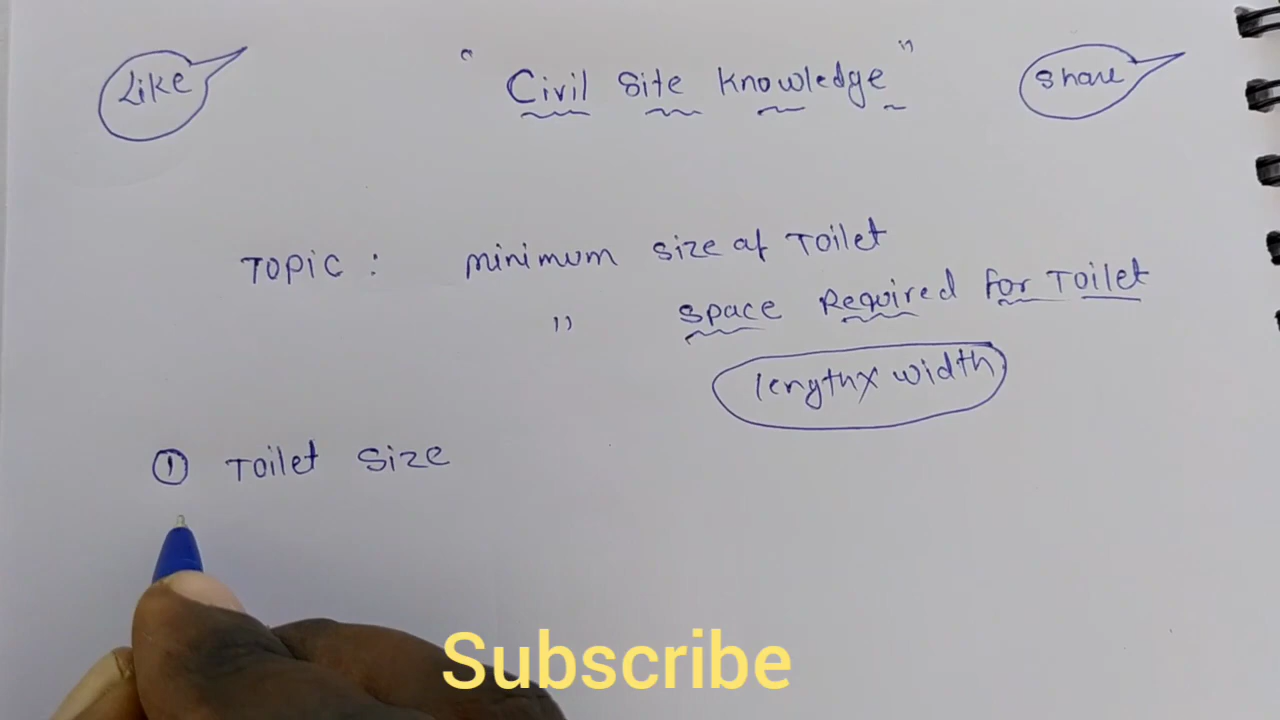 Like
" Civil Site Knowledge "
Share
Topic : minimum size of Toilet
" space Required for Toilet
length x width
① Toilet Size
Subscribe